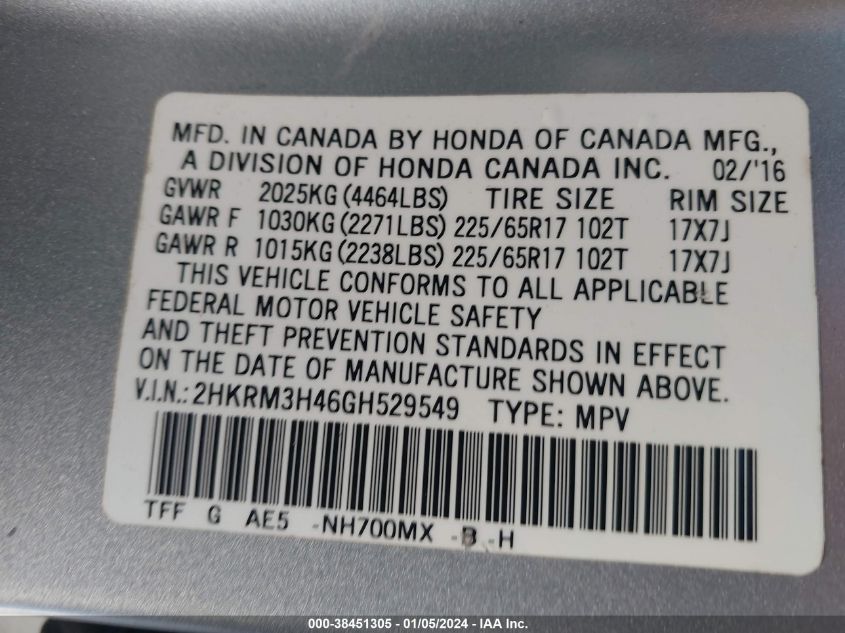 MFD. IN CANADA BY HONDA OF CANADA MFG.,
A DIVISION OF HONDA CANADA INC. 02/'16
GVWR 2025KG (4464LBS) TIRE SIZE RIM SIZE
GAWR F 1030KG (2271LBS) 225/65R17 102T 17X7J
GAWR R 1015KG (2238LBS) 225/65R17 102T 17X7J
THIS VEHICLE CONFORMS TO ALL APPLICABLE
FEDERAL MOTOR VEHICLE SAFETY
AND THEFT PREVENTION STANDARDS IN EFFECT
ON THE DATE OF MANUFACTURE SHOWN ABOVE.
V.I.N.: 2HKRM3H46GH529549 TYPE: MPV
TFF G AE5 -NH700MX -B -H
000-38451305 - 01/05/2024 - IAA Inc.